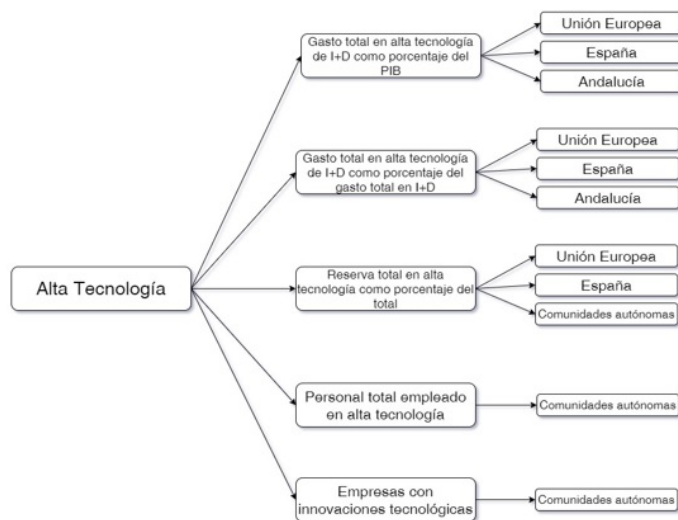 Alta Tecnología
Gasto total en alta tecnología
de I+D como porcentaje del
PIB
Unión Europea
España
Andalucía
Gasto total en alta tecnología
de I+D como porcentaje del
gasto total en I+D
Unión Europea
España
Andalucía
Reserva total en alta
tecnología como porcentaje del
total
Unión Europea
España
Comunidades autónomas
Personal total empleado
en alta tecnología
Comunidades autónomas
Empresas con
innovaciones tecnológicas
Comunidades autónomas